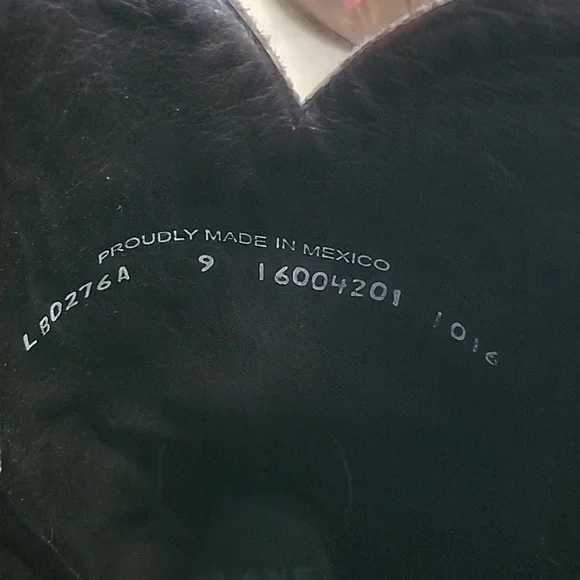 PROUDLY MADE IN MEXICO
LB0276A 9 16004201 1016